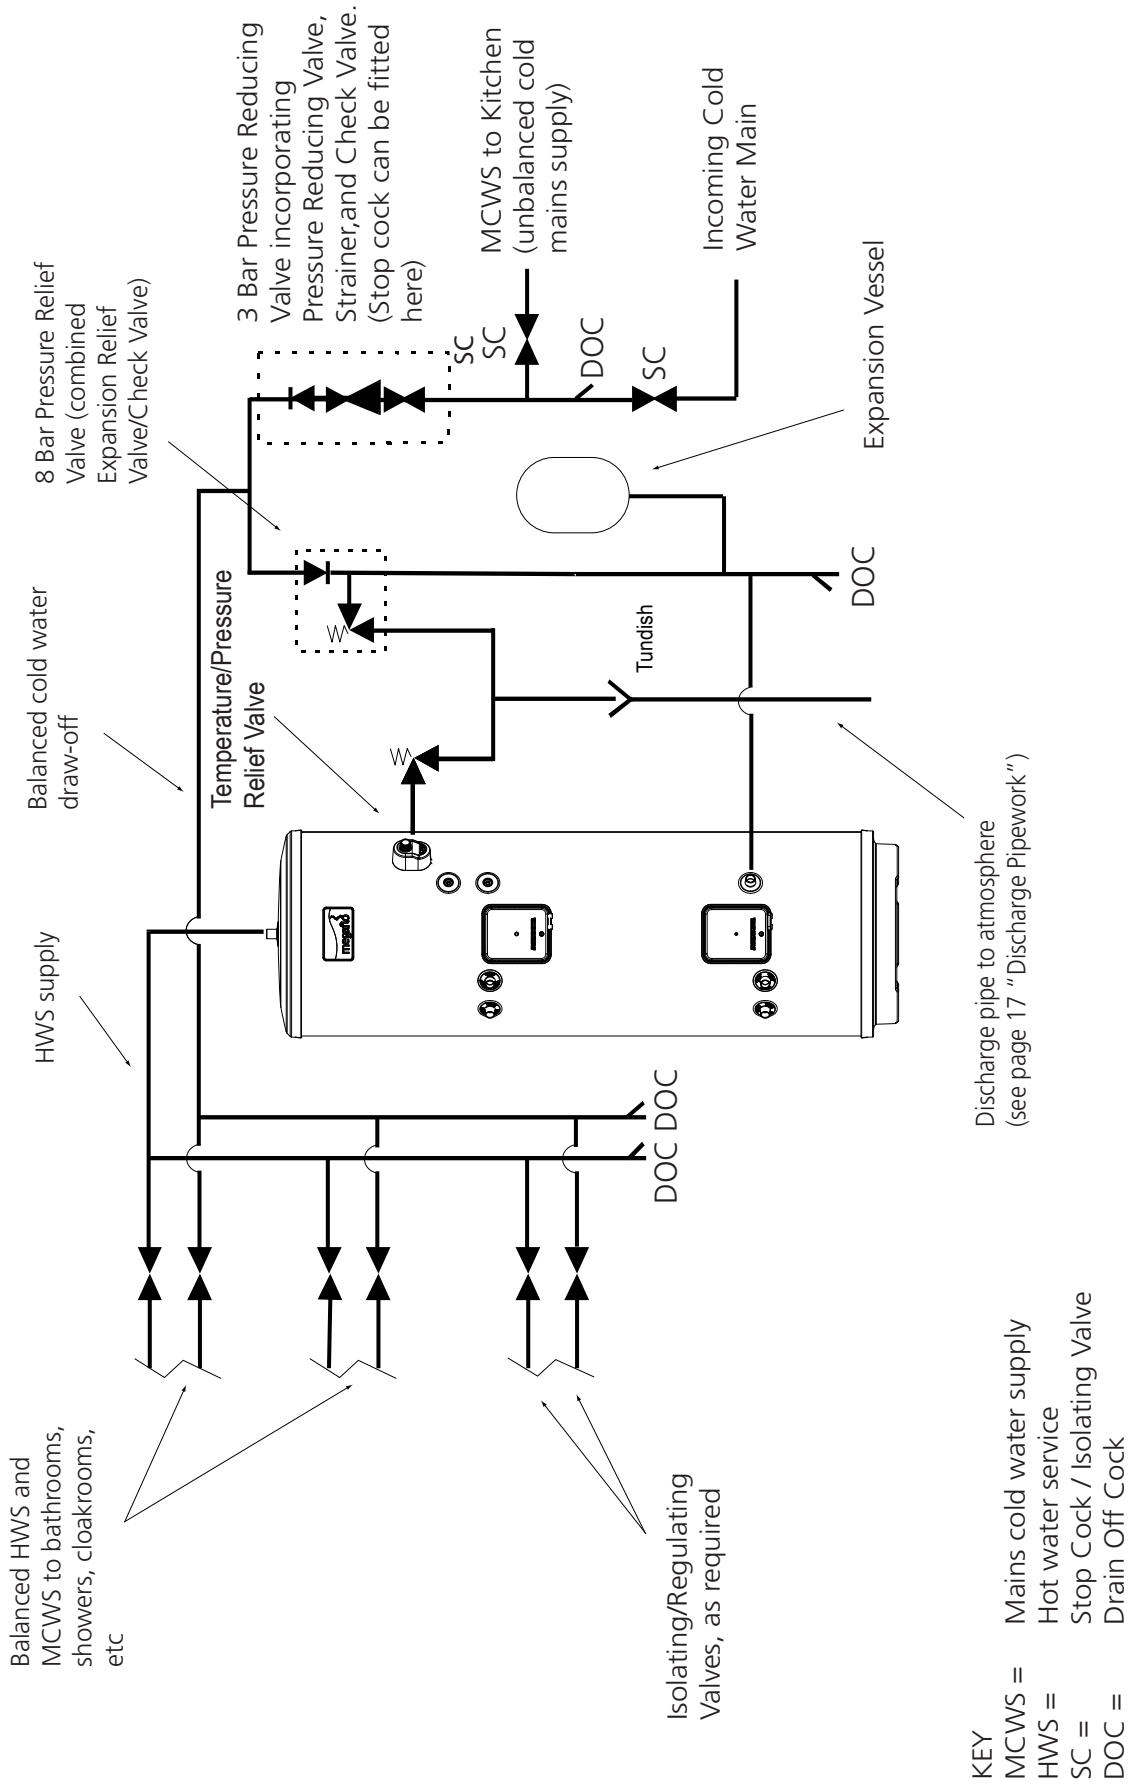 Balanced HWS and
MCWS to bathrooms,
showers, cloakrooms,
etc
HWS supply
Balanced cold water
draw-off
8 Bar Pressure Relief
Valve (combined
Expansion Relief
Valve/Check Valve)
3 Bar Pressure Reducing
Valve incorporating
Pressure Reducing Valve,
Strainer,and Check Valve.
(Stop cock can be fitted
here)
Temperature/Pressure
Relief Valve
SC
SC
MCWS to Kitchen
(unbalanced cold
mains supply)
DOC
SC
Incoming Cold
Water Main
megaflo
Tundish
Expansion Vessel
DOC
DOC DOC
Isolating/Regulating
Valves, as required
Discharge pipe to atmosphere
(see page 17 “Discharge Pipework”)
KEY
MCWS = Mains cold water supply
HWS = Hot water service
SC = Stop Cock / Isolating Valve
DOC = Drain Off Cock